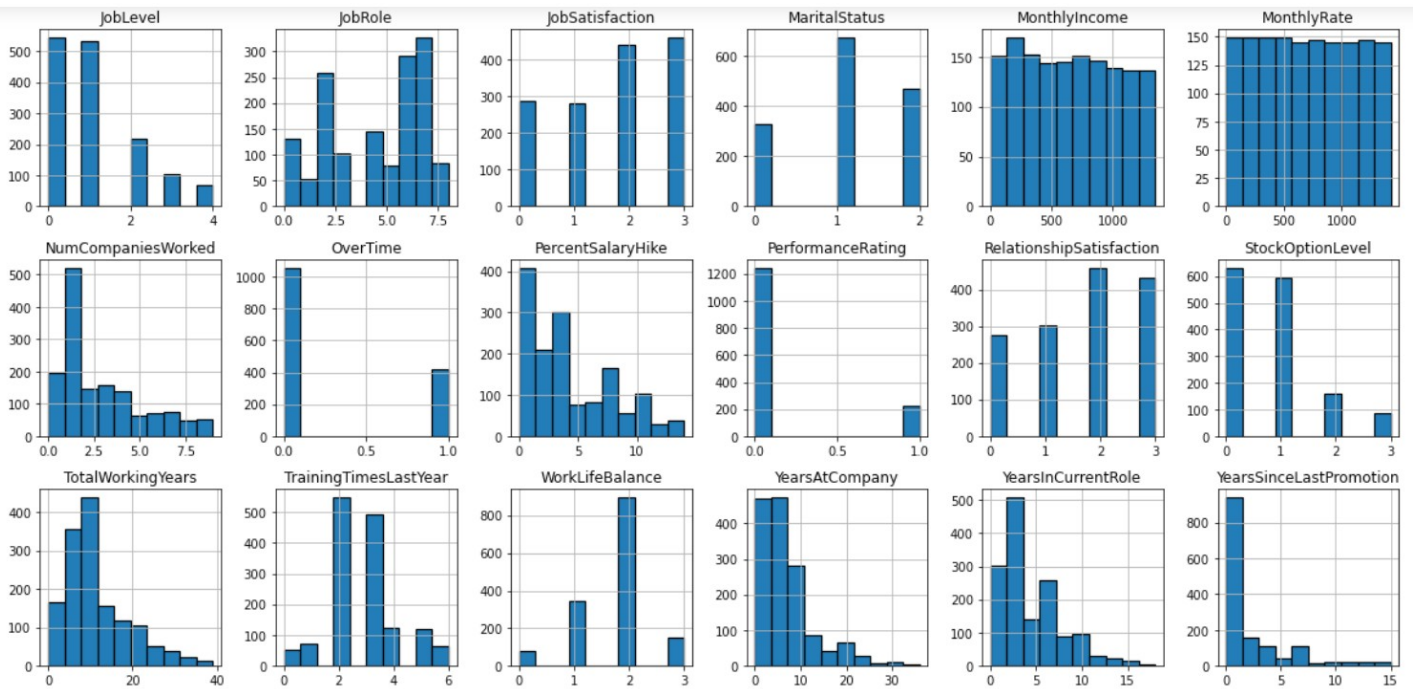 JobLevel JobRole JobSatisfaction MaritalStatus MonthlyIncome MonthlyRate
500 400 300 200 100 0 0 2 4
300 250 200 150 100 50 0 0.0 2.5 5.0 7.5
400 300 200 100 0 0 1 2 3
600 400 200 0 0 1 2
150 100 50 0 500 1000
150 125 100 75 50 25 0 0 500 1000
NumCompaniesWorked OverTime PercentSalaryHike PerformanceRating RelationshipSatisfaction StockOptionLevel
500 400 300 200 100 0 0.0 2.5 5.0 7.5
1000 800 600 400 200 0 0.0 0.5 1.0
400 300 200 100 0 0 5 10
1200 1000 800 600 400 200 0 0.0 0.5 1.0
400 300 200 100 0 0 1 2 3
600 500 400 300 200 100 0 0 1 2 3
TotalWorkingYears TrainingTimesLastYear WorkLifeBalance YearsAtCompany YearsInCurrentRole YearsSinceLastPromotion
400 300 200 100 0 0 20 40
500 400 300 200 100 0 0 2 4 6
800 600 400 200 0 0 1 2 3
400 300 200 100 0 0 10 20 30
500 400 300 200 100 0 0 5 10 15
800 600 400 200 0 0 5 10 15